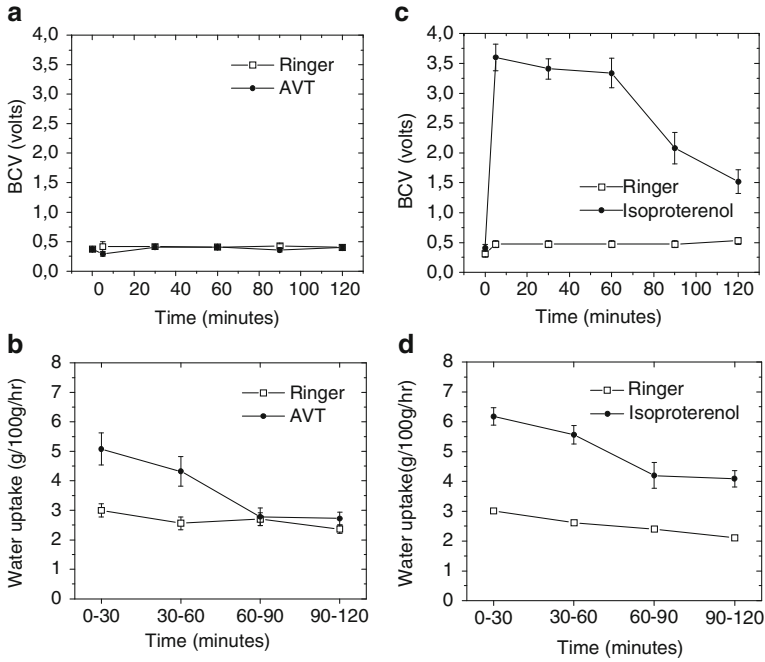 a
BCV (volts)
4,0
3,5
3,0
2,5
2,0
1,5
1,0
0,5
0,0
Ringer
AVT
0 20 40 60 80 100 120
Time (minutes)
c
BCV (volts)
4,0
3,5
3,0
2,5
2,0
1,5
1,0
0,5
0,0
Ringer
Isoproterenol
0 20 40 60 80 100 120
Time (minutes)
b
Water uptake (g/100g/hr)
8
7
6
5
4
3
2
1
0
Ringer
AVT
0-30 30-60 60-90 90-120
Time (minutes)
d
Water uptake(g/100g/hr)
8
7
6
5
4
3
2
1
0
Ringer
Isoproterenol
0-30 30-60 60-90 90-120
Time (minutes)